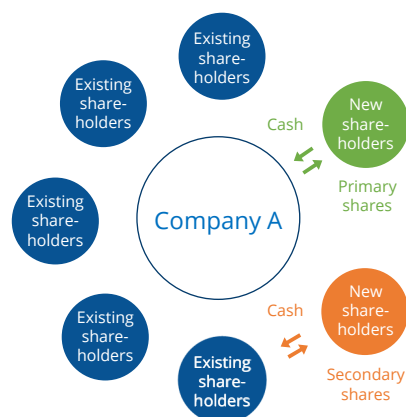 Existing
share-
holders
Existing
share-
holders
New
share-
holders
Cash
Primary
shares
Existing
share-
holders
Company A
Existing
share-
holders
New
share-
holders
Cash
Existing
share-
holders
Secondary
shares